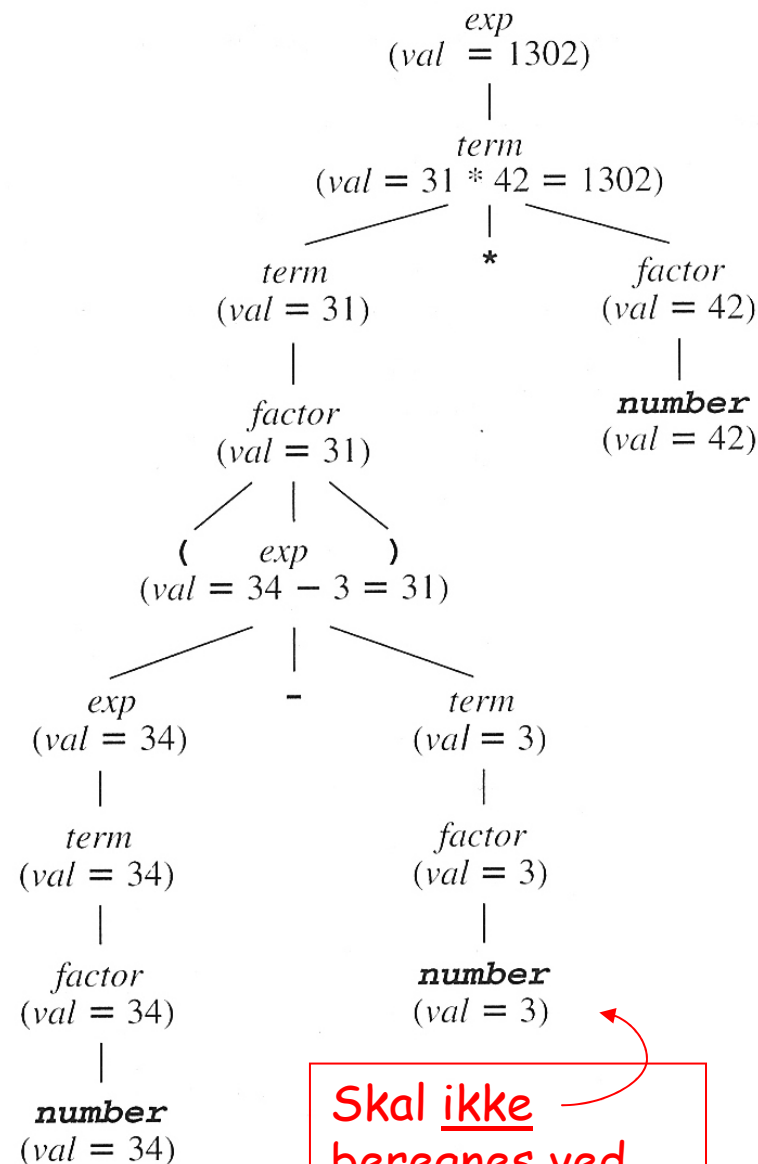 exp
(val = 1302)
term
(val = 31 * 42 = 1302)
term * factor
(val = 31) (val = 42)
factor number
(val = 31) (val = 42)
( exp )
(val = 34 − 3 = 31)
exp - term
(val = 34) (val = 3)
term factor
(val = 34) (val = 3)
factor number
(val = 34) (val = 3)
number
(val = 34)
Skal ikke
beregnes ved